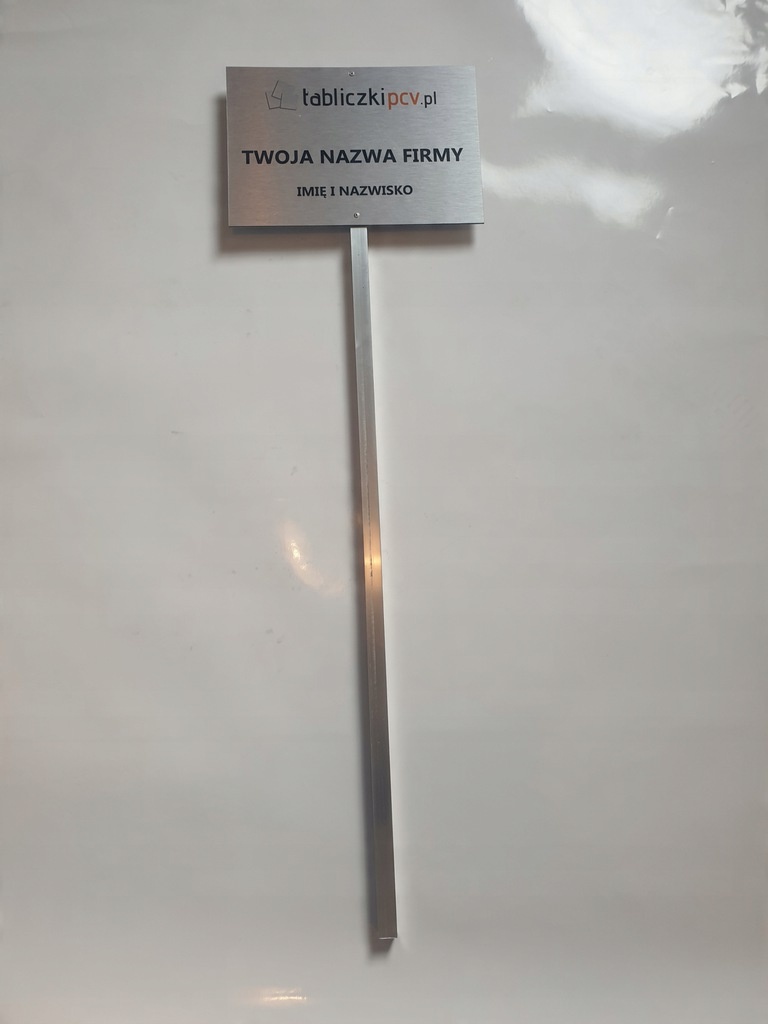 tabliczkipcv.pl
TWOJA NAZWA FIRMY
IMIĘ I NAZWISKO